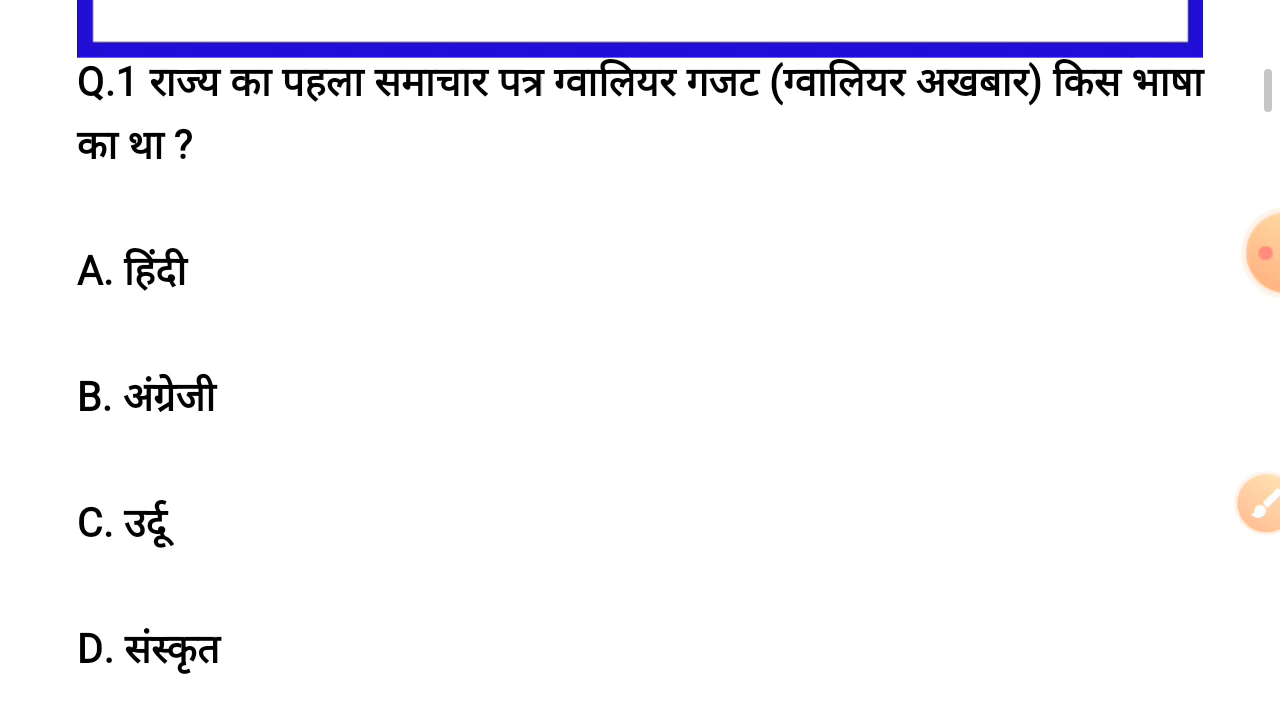 Q.1 राज्य का पहला समाचार पत्र ग्वालियर गजट (ग्वालियर अखबार) किस भाषा
का था ?
A. हिंदी
B. अंग्रेजी
C. उर्दू
D. संस्कृत